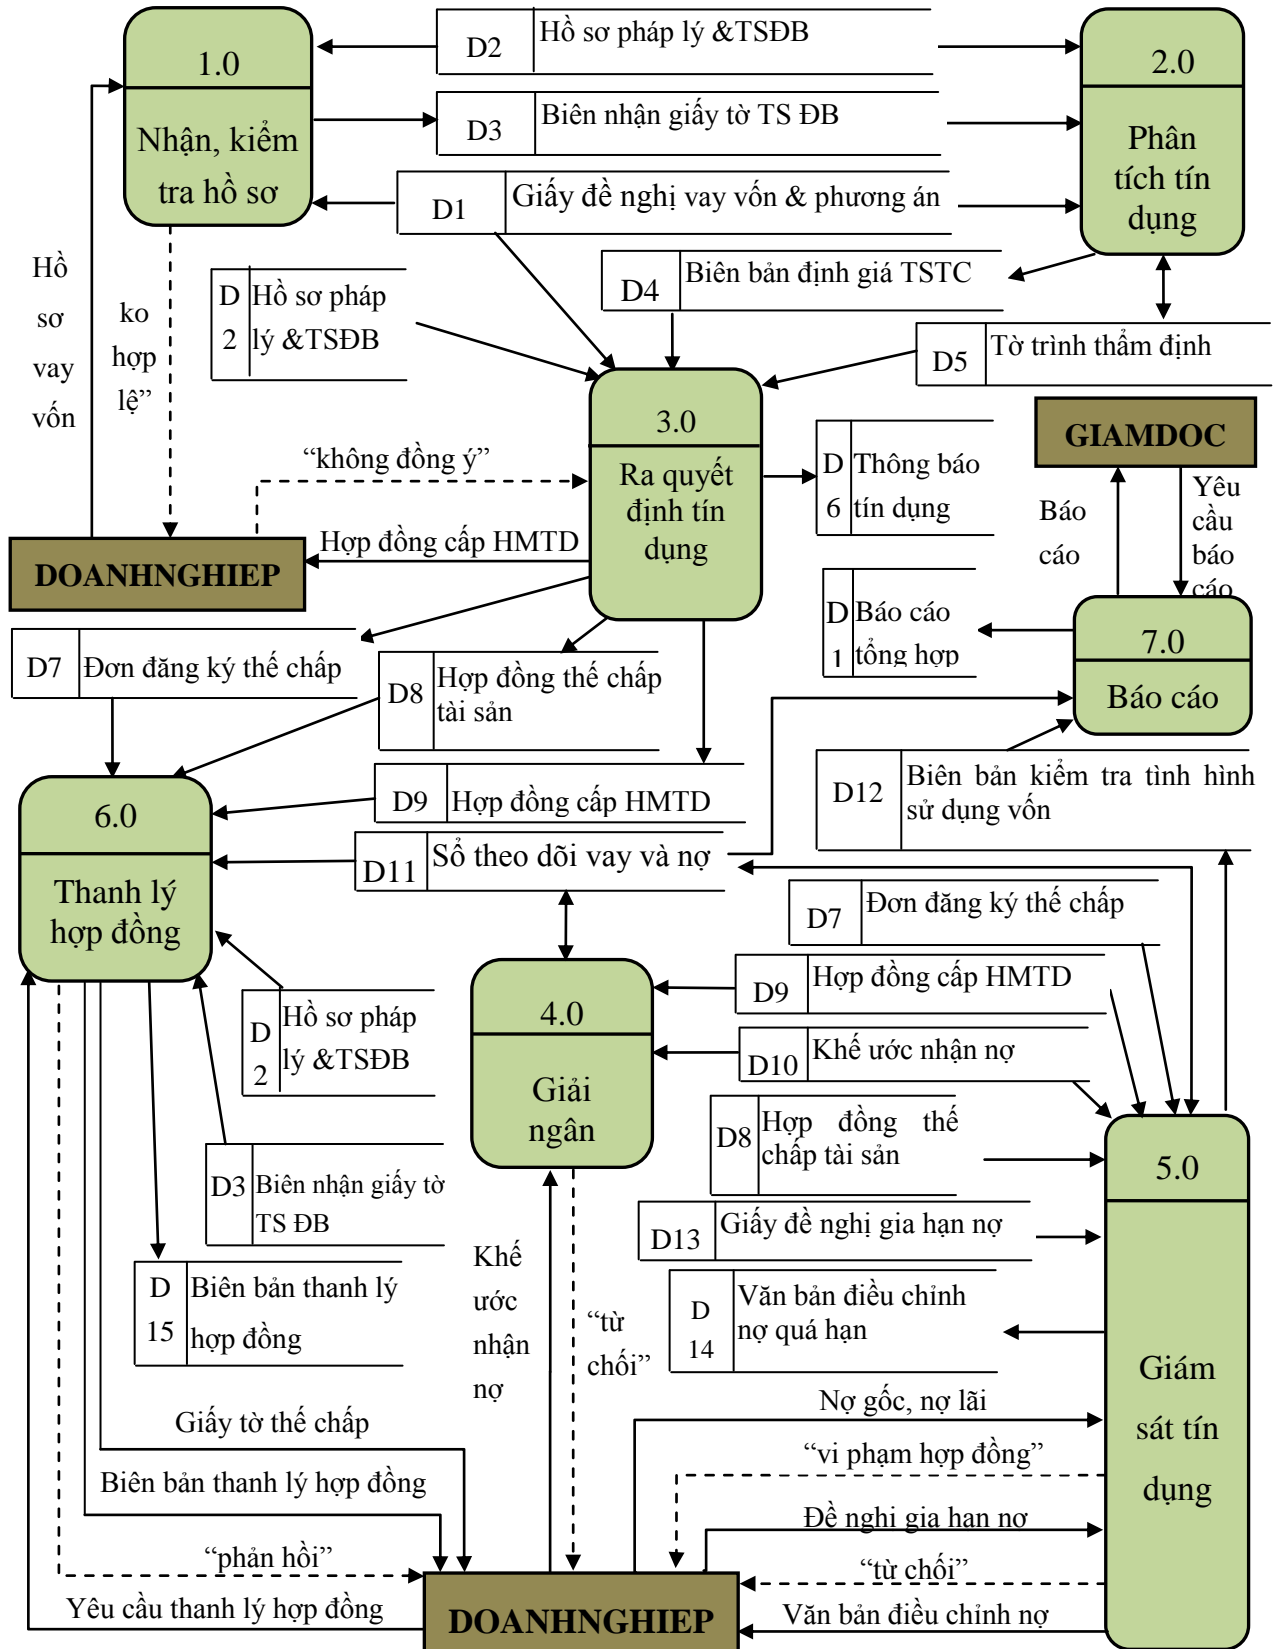 1.0
Nhận, kiểm
tra hồ sơ
D2
Hồ sơ pháp lý &TSĐB
2.0
Phân
tích tín
dụng
D3
Biên nhận giấy tờ TS ĐB
D1
Giấy đề nghị vay vốn & phương án
Hồ
sơ
vay
vốn
ko
hợp
lệ”
D
2
Hồ sơ pháp
lý &TSĐB
D4
Biên bản định giá TSTC
D5
Tờ trình thẩm định
3.0
Ra quyết
định tín
dụng
“không đồng ý”
Hợp đồng cấp HMTD
DOANHNGHIEP
D
6
Thông báo
tín dụng
GIAMDOC
Báo
cáo
Yêu
cầu
báo
cáo
D
1
Báo cáo
tổng hợp
7.0
Báo cáo
D7
Đơn đăng ký thế chấp
D8
Hợp đồng thế chấp
tài sản
D9
Hợp đồng cấp HMTD
D12
Biên bản kiểm tra tình hình
sử dụng vốn
6.0
Thanh lý
hợp đồng
D11
Sổ theo dõi vay và nợ
D7
Đơn đăng ký thế chấp
D9
Hợp đồng cấp HMTD
D10
Khế ước nhận nợ
4.0
Giải
ngân
D
2
Hồ sơ pháp
lý &TSĐB
D3
Biên nhận giấy tờ
TS ĐB
D
15
Biên bản thanh lý
hợp đồng
D8
Hợp đồng thế
chấp tài sản
D13
Giấy đề nghị gia hạn nợ
D
14
Văn bản điều chỉnh
nợ quá hạn
5.0
Giám
sát tín
dụng
Khế
ước
nhận
nợ
“từ
chối”
Nợ gốc, nợ lãi
“vi phạm hợp đồng”
Đề nghi gia han nơ
“từ chối”
Văn bản điều chỉnh nợ
Giấy tờ thế chấp
Biên bản thanh lý hợp đồng
“phản hồi”
Yêu cầu thanh lý hợp đồng
DOANHNGHIEP